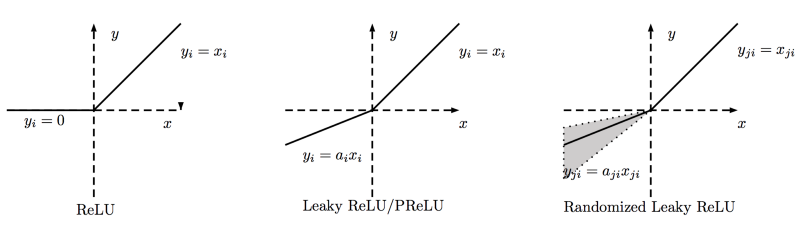 y
y_i = x_i
y_i = 0
x
ReLU
y
y_i = x_i
x
y_i = a_i x_i
Leaky ReLU/PReLU
y
y_{ji} = x_{ji}
x
y_{ji} = a_{ji} x_{ji}
Randomized Leaky ReLU